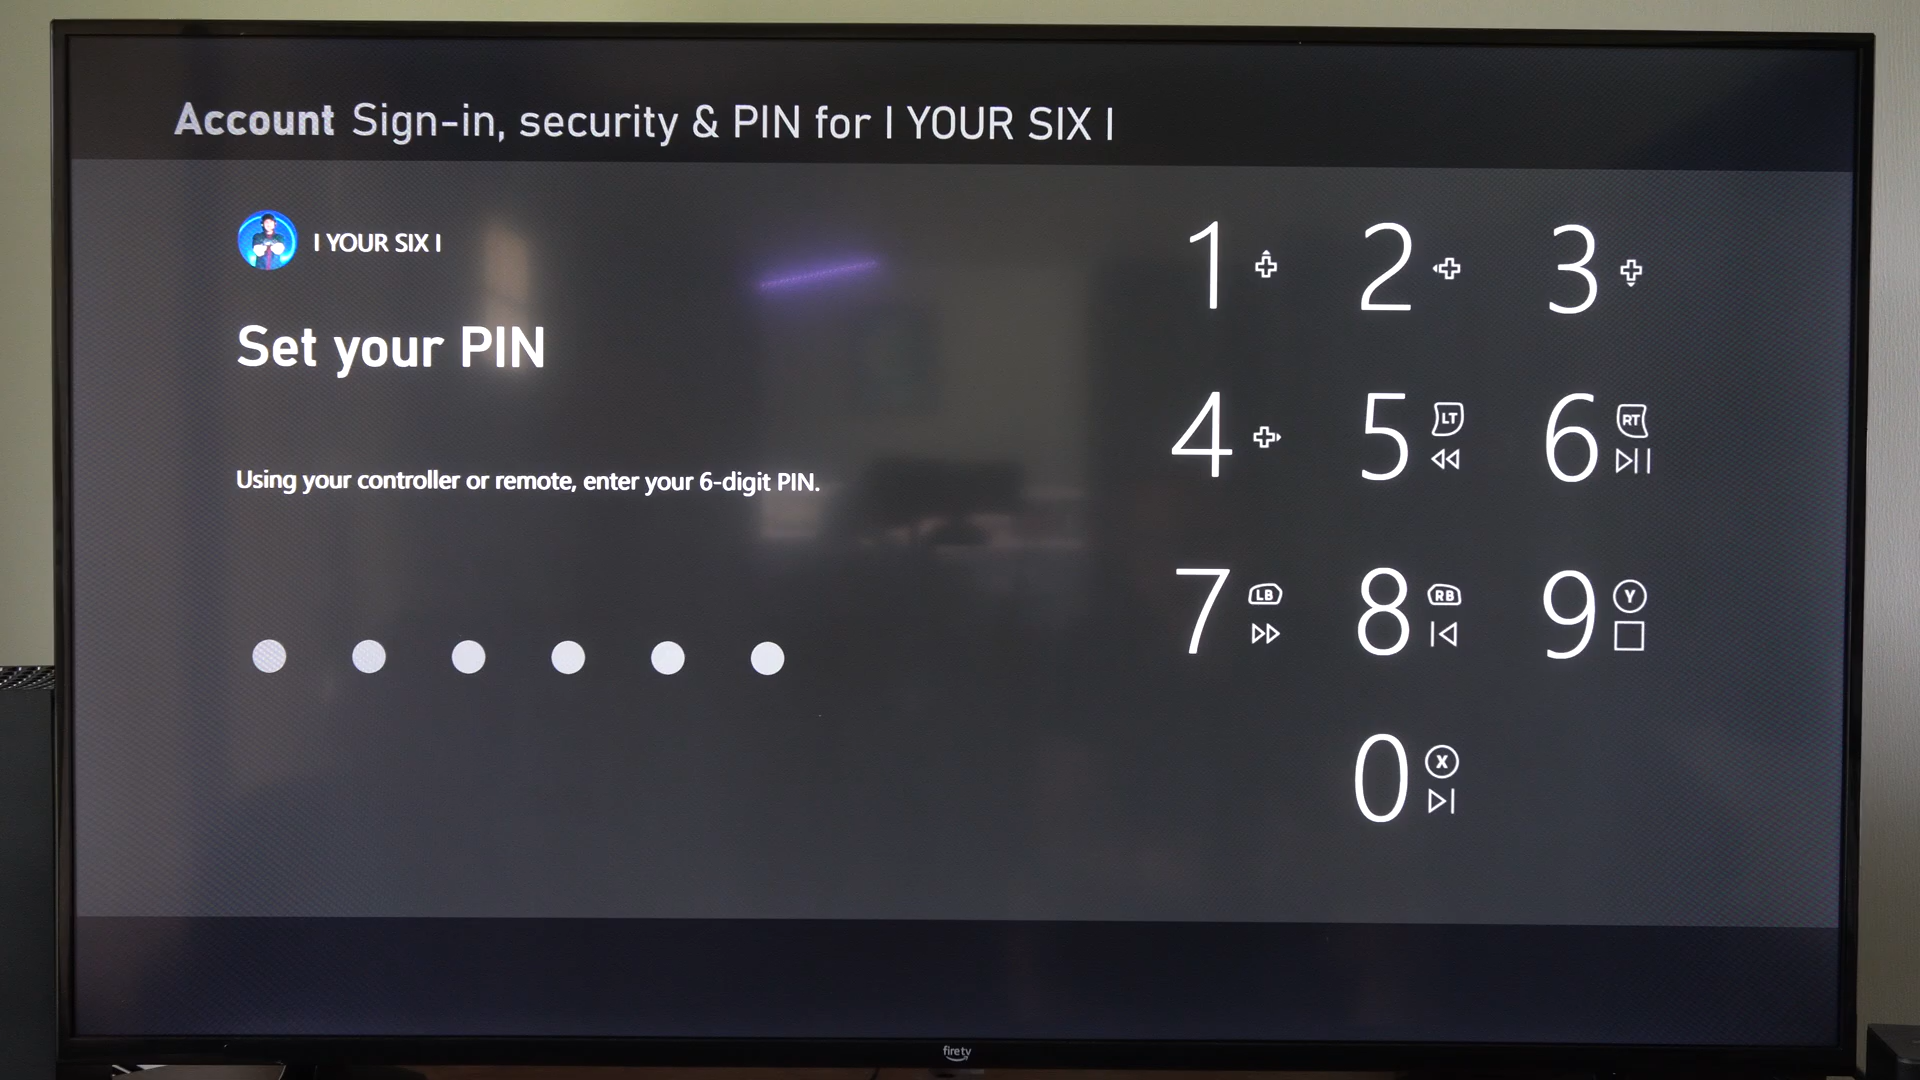 Account Sign-in, security & PIN for I YOUR SIX I
I YOUR SIX I
Set your PIN
Using your controller or remote, enter your 6-digit PIN.
1 2 3
4 5 LT 6 RT
7 LB 8 RB 9 Y
0 X
firetv